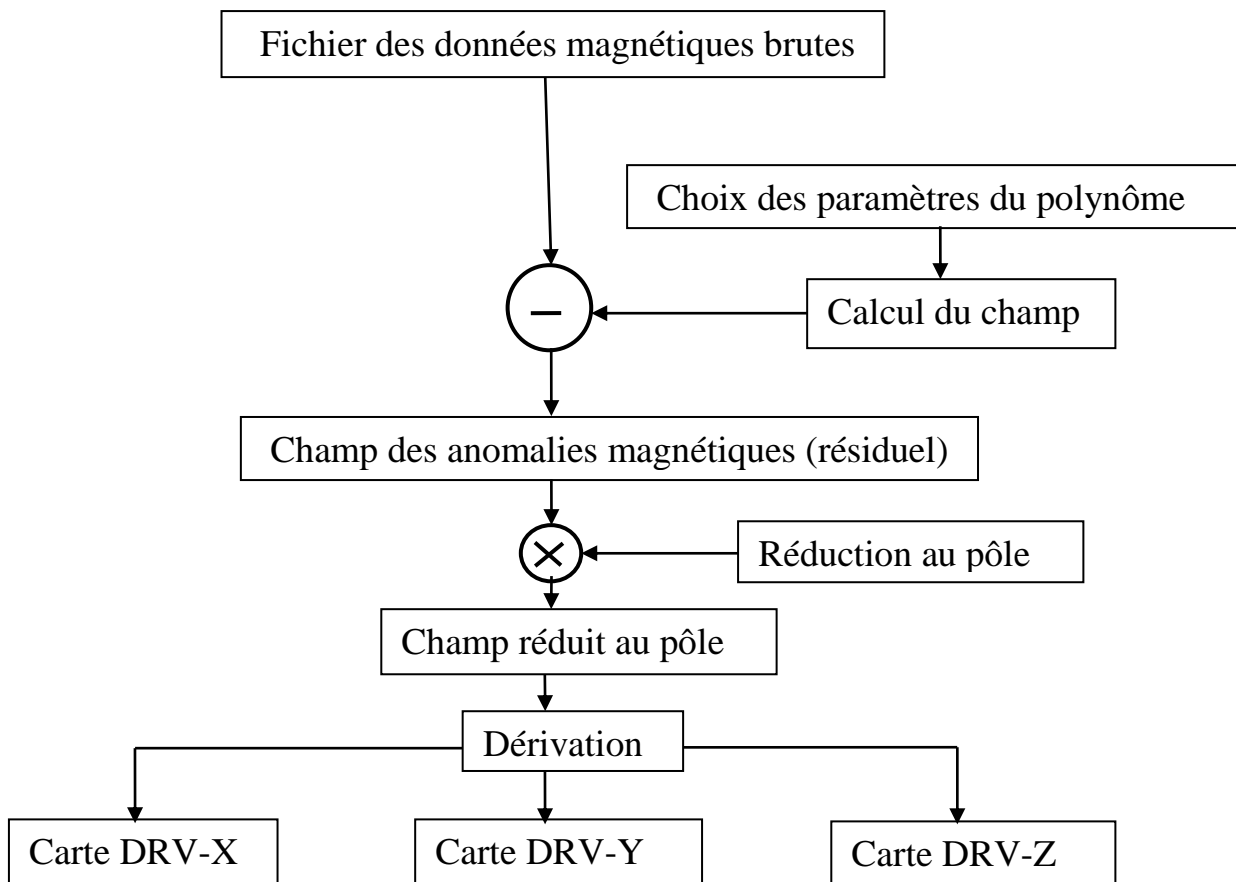 Fichier des données magnétiques brutes
Choix des paramètres du polynôme
−
Calcul du champ
Champ des anomalies magnétiques (résiduel)
×
Réduction au pôle
Champ réduit au pôle
Dérivation
Carte DRV-X
Carte DRV-Y
Carte DRV-Z